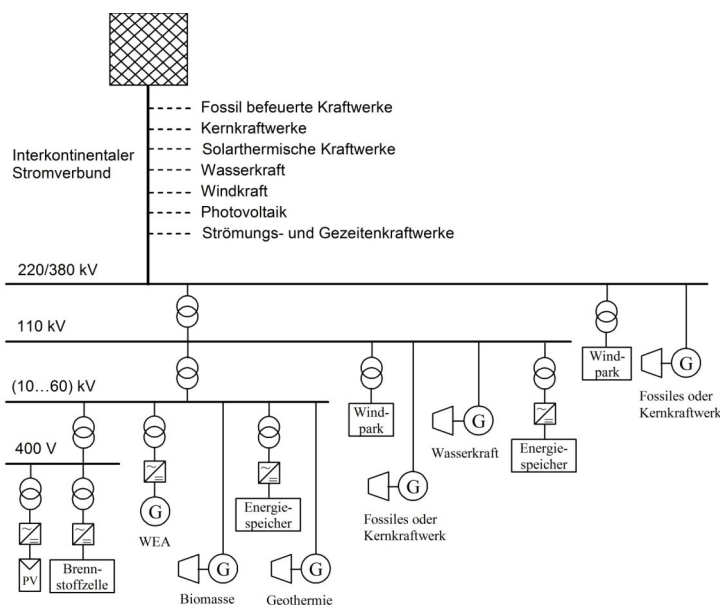 Fossil befeuerte Kraftwerke
Kernkraftwerke
Solarthermische Kraftwerke
Interkontinentaler
Stromverbund
Wasserkraft
Windkraft
Photovoltaik
Strömungs- und Gezeitenkraftwerke
220/380 kV
110 kV
Wind-
park
G
Fossiles oder
Kernkraftwerk
(10...60) kV
Wind-
park
G
Wasserkraft
Energie-
speicher
400 V
G
Fossiles oder
Kernkraftwerk
G
WEA
Energie-
speicher
PV
Brenn-
stoffzelle
G
Biomasse
G
Geothermie